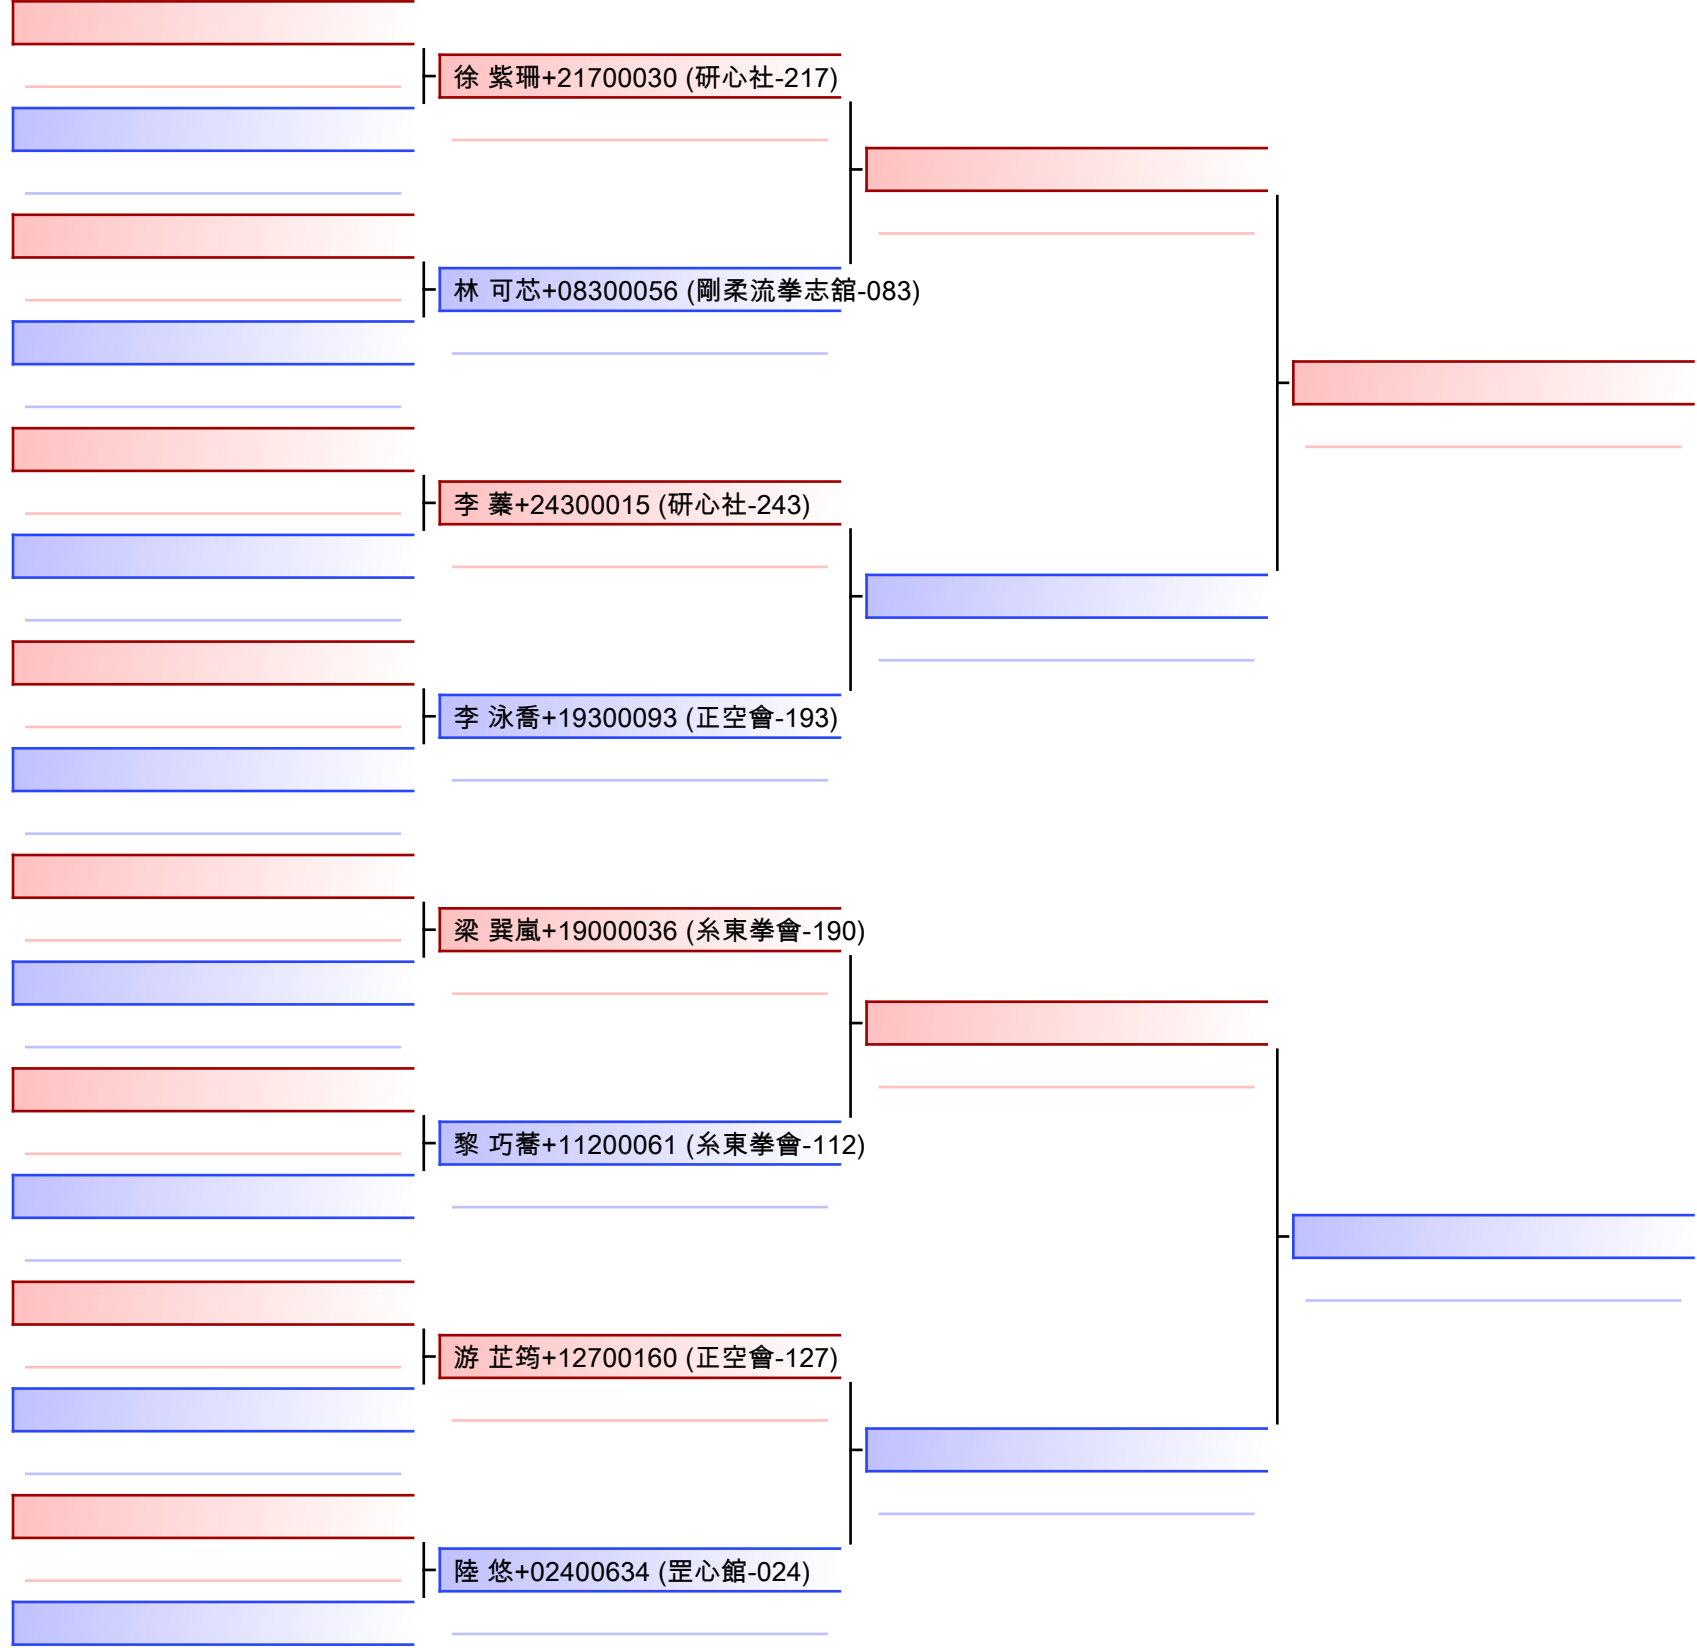 徐 紫珊+21700030 (研心社-217)
林 可芯+08300056 (剛柔流拳志舘-083)
李 蓁+24300015 (研心社-243)
李 泳喬+19300093 (正空會-193)
梁 巽嵐+19000036 (糸東拳會-190)
黎 巧蕎+11200061 (糸東拳會-112)
游 芷筠+12700160 (正空會-127)
陸 悠+02400634 (罡心館-024)